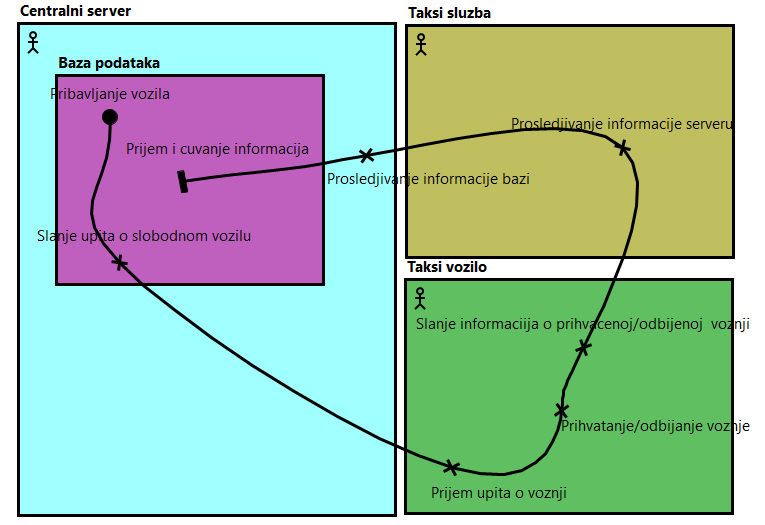 Centralni server
Taksi sluzba
Baza podataka
Pribavljanje vozila
Prosledjivanje informacije serveru
Prijem i cuvanje informacija
Prosledjivanje informacije bazi
Slanje upita o slobodnom vozilu
Taksi vozilo
Slanje informaciija o prihvacenoj/odbijenoj voznji
Prihvatanje/odbijanje voznje
Prijem upita o voznji